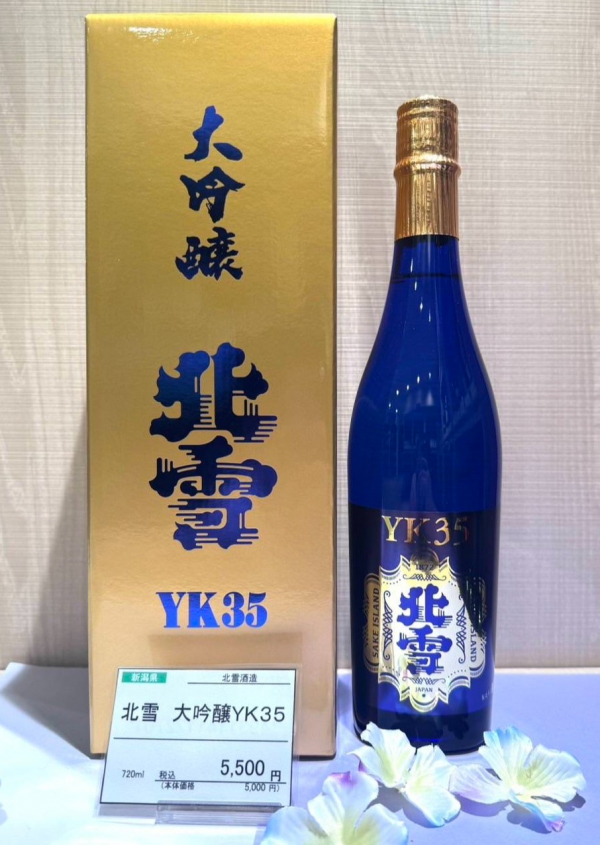 大吟醸
北雪
YK35
YK35
1872
SAKE ISLAND
北雪
ISLAND
JAPAN
新潟県 北雪酒造
北雪 大吟醸YK35
720ml 税込 5,500円
(本体価格 5,000円)